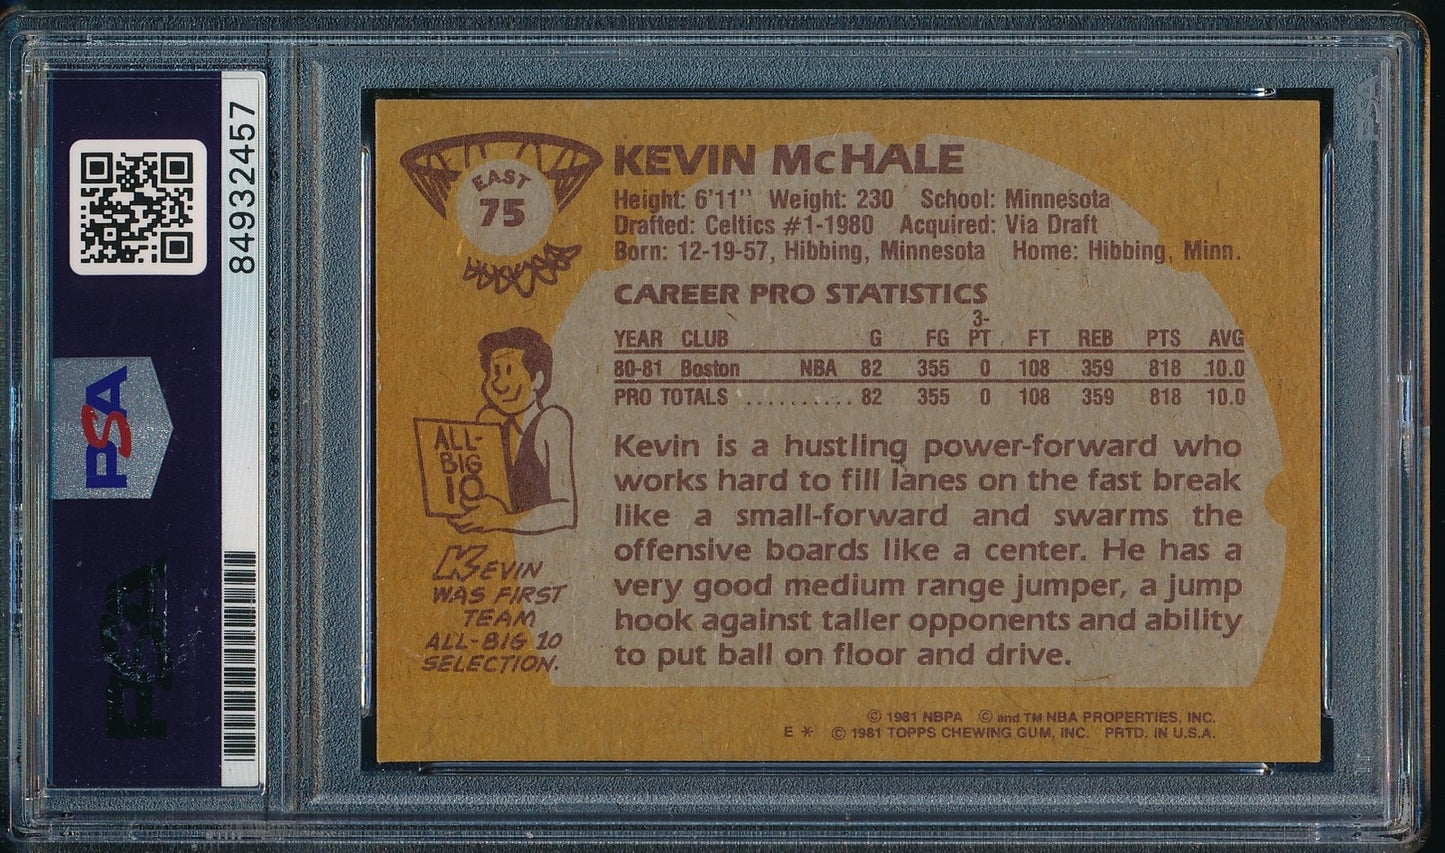 84932457
PSA
PSA
EAST
75
KEVIN McHALE
Height: 6'11'' Weight: 230 School: Minnesota
Drafted: Celtics #1-1980 Acquired: Via Draft
Born: 12-19-57, Hibbing, Minnesota Home: Hibbing, Minn.
CAREER PRO STATISTICS
YEAR CLUB G FG 3-PT FT REB PTS AVG
80-81 Boston NBA 82 355 0 108 359 818 10.0
PRO TOTALS .......... 82 355 0 108 359 818 10.0
ALL-
BIG
10
KEVIN
WAS FIRST
TEAM
ALL-BIG 10
SELECTION.
Kevin is a hustling power-forward who
works hard to fill lanes on the fast break
like a small-forward and swarms the
offensive boards like a center. He has a
very good medium range jumper, a jump
hook against taller opponents and ability
to put ball on floor and drive.
© 1981 NBPA © and TM NBA PROPERTIES, INC.
E * © 1981 TOPPS CHEWING GUM, INC. PRTD. IN U.S.A.